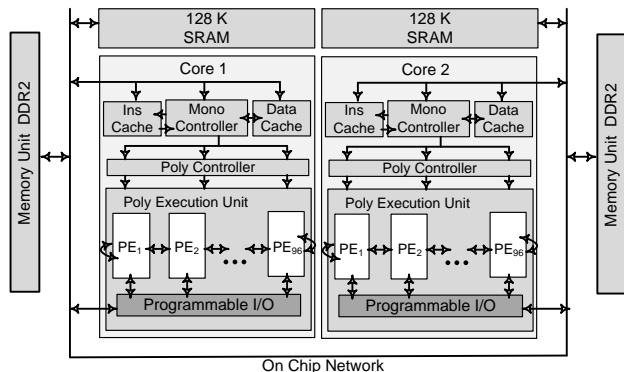 128 K
SRAM
128 K
SRAM
Memory Unit DDR2
Core 1
Ins
Cache
Mono
Controller
Data
Cache
Poly Controller
Poly Execution Unit
PE1
PE2
...
PE96
Programmable I/O
Core 2
Ins
Cache
Mono
Controller
Data
Cache
Poly Controller
Poly Execution Unit
PE1
PE2
...
PE96
Programmable I/O
Memory Unit DDR2
On Chip Network